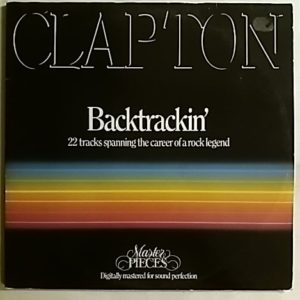 CLAPTON
Backtrackin'
22 tracks spanning the career of a rock legend
Master
PIECES
Digitally mastered for sound perfection